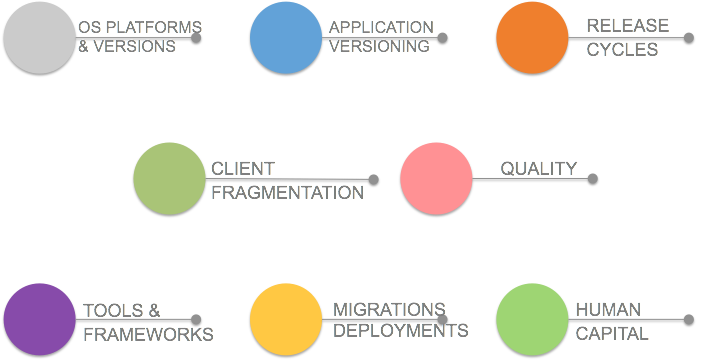 OS PLATFORMS
& VERSIONS
APPLICATION
VERSIONING
RELEASE
CYCLES
CLIENT
FRAGMENTATION
QUALITY
TOOLS &
FRAMEWORKS
MIGRATIONS
DEPLOYMENTS
HUMAN
CAPITAL